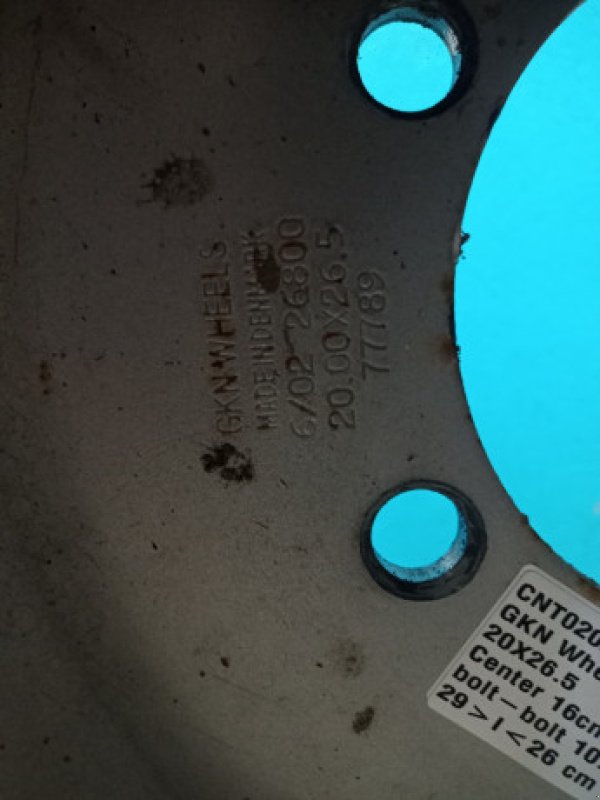 GKN WHEELS
MADE IN DENMARK
6/02-26800
20.00X26.5
77789
CNT020
GKN Whe
20X26.5
Center 16cm
bolt–bolt 10
29 > I < 26 cm